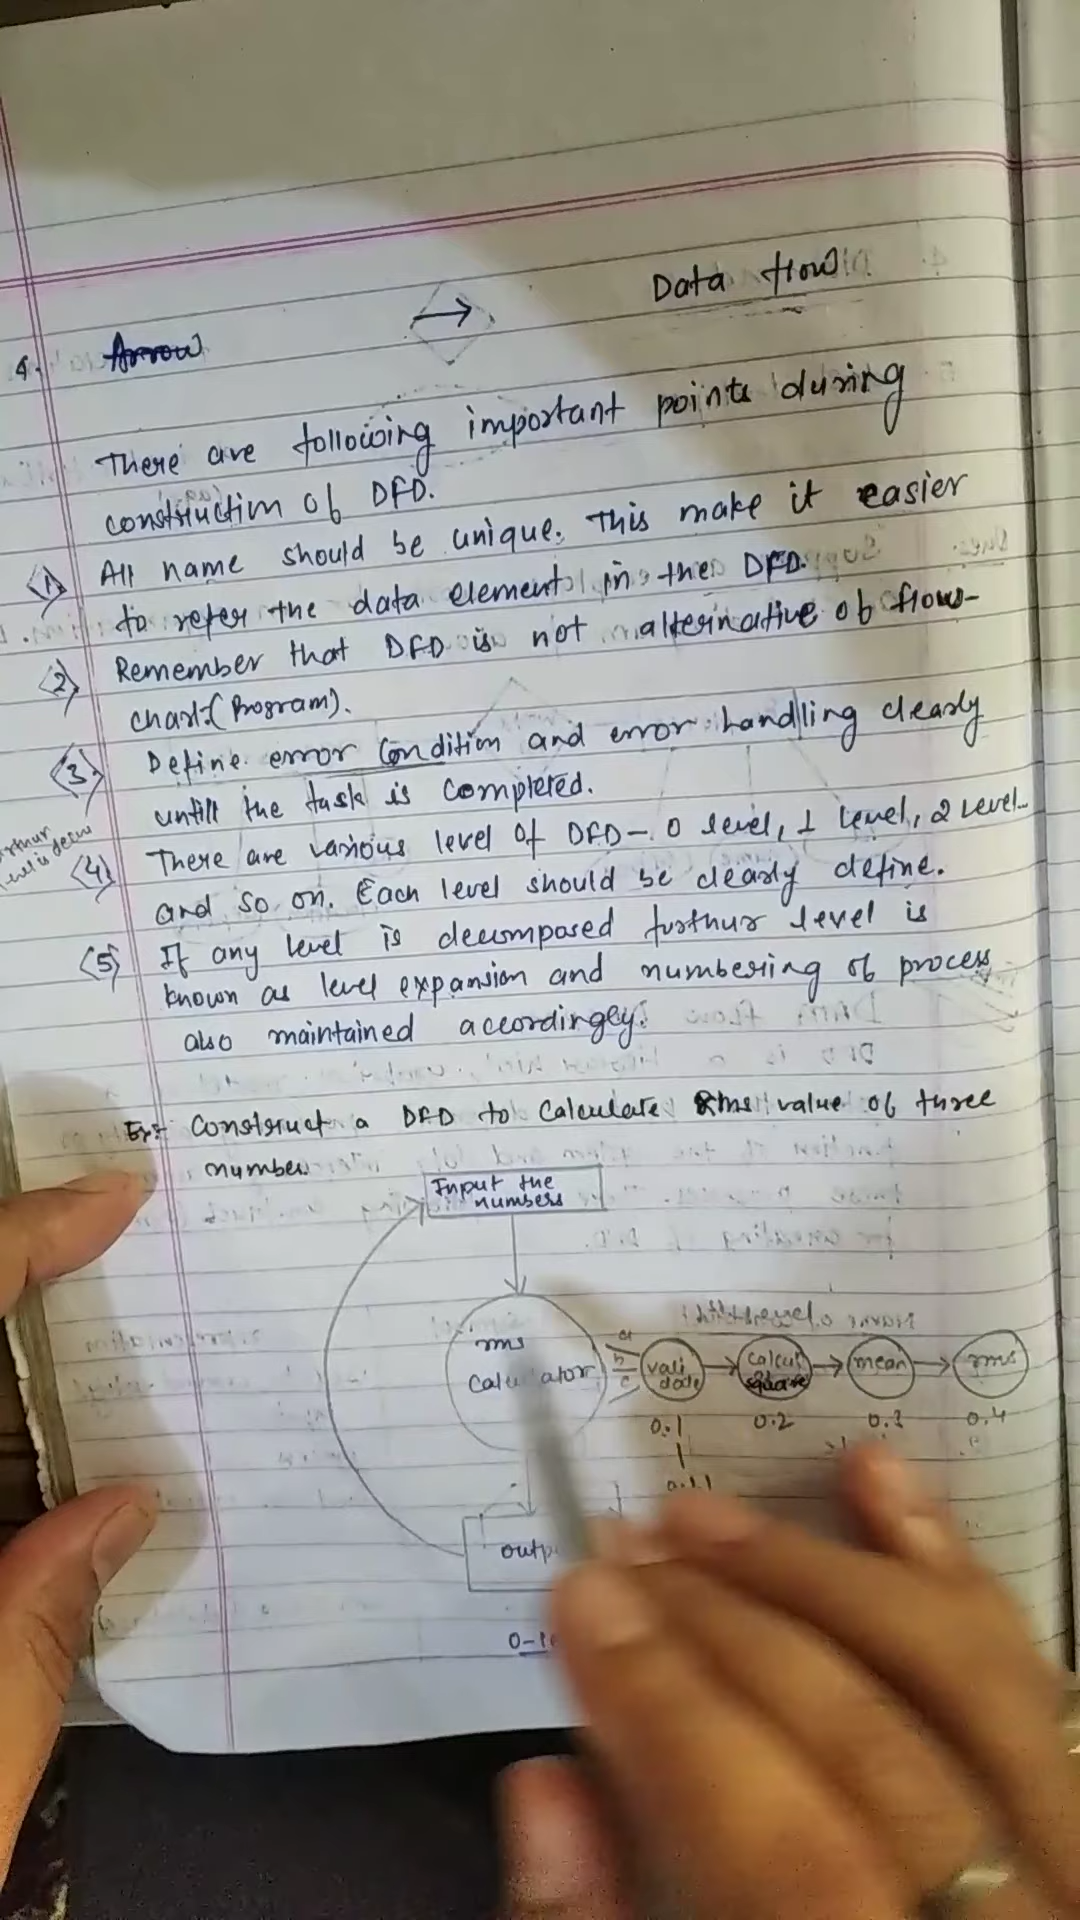 Data flow
4. Arrow →
There are following important points during
construction of DFD.
<1> All name should be unique. This make it easier
to refer the data element in the DFD.
<2> Remember that DFD is not alternative of flow-
chart (Program).
<3> Define error condition and error handling clearly
untill the task is completed.
<4> There are various level of DFD - 0 level, 1 level, 2 level
and so on. Each level should be clearly define.
<5> If any level is decomposed furthur level is
known as level expansion and numbering of process
also maintained accordingly.
Ex:- Construct a DFD to Calculate rms value of three
number
Input the
numbers
rms
Calculator
a
b
c
vali
date
calcul
square
mean
rms
0.1
0.2
0.3
0.4